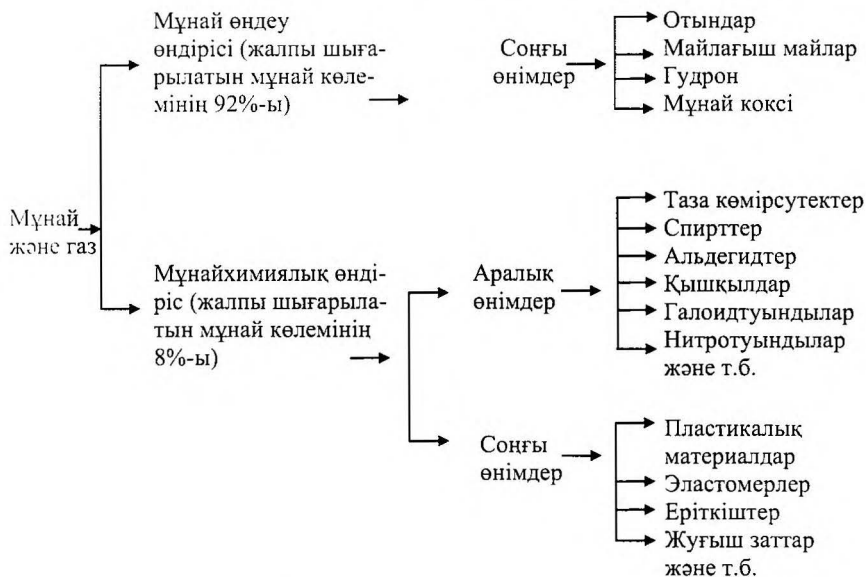 Мұнай өңдеу
өндірісі (жалпы шыға-
рылатын мұнай көле-
мінің 92%-ы)
Соңғы
өнімдер
Отындар
Майлағыш майлар
Гудрон
Мұнай коксі
Мұнай
және газ
Мұнайхимиялық өнді-
ріс (жалпы шығарыла-
тын мұнай көлемінің
8%-ы)
Аралық
өнімдер
Таза көмірсутектер
Спирттер
Альдегидтер
Қышқылдар
Галоидтуындылар
Нитротуындылар
және т.б.
Соңғы
өнімдер
Пластикалық
материалдар
Эластомерлер
Еріткіштер
Жуғыш заттар
және т.б.